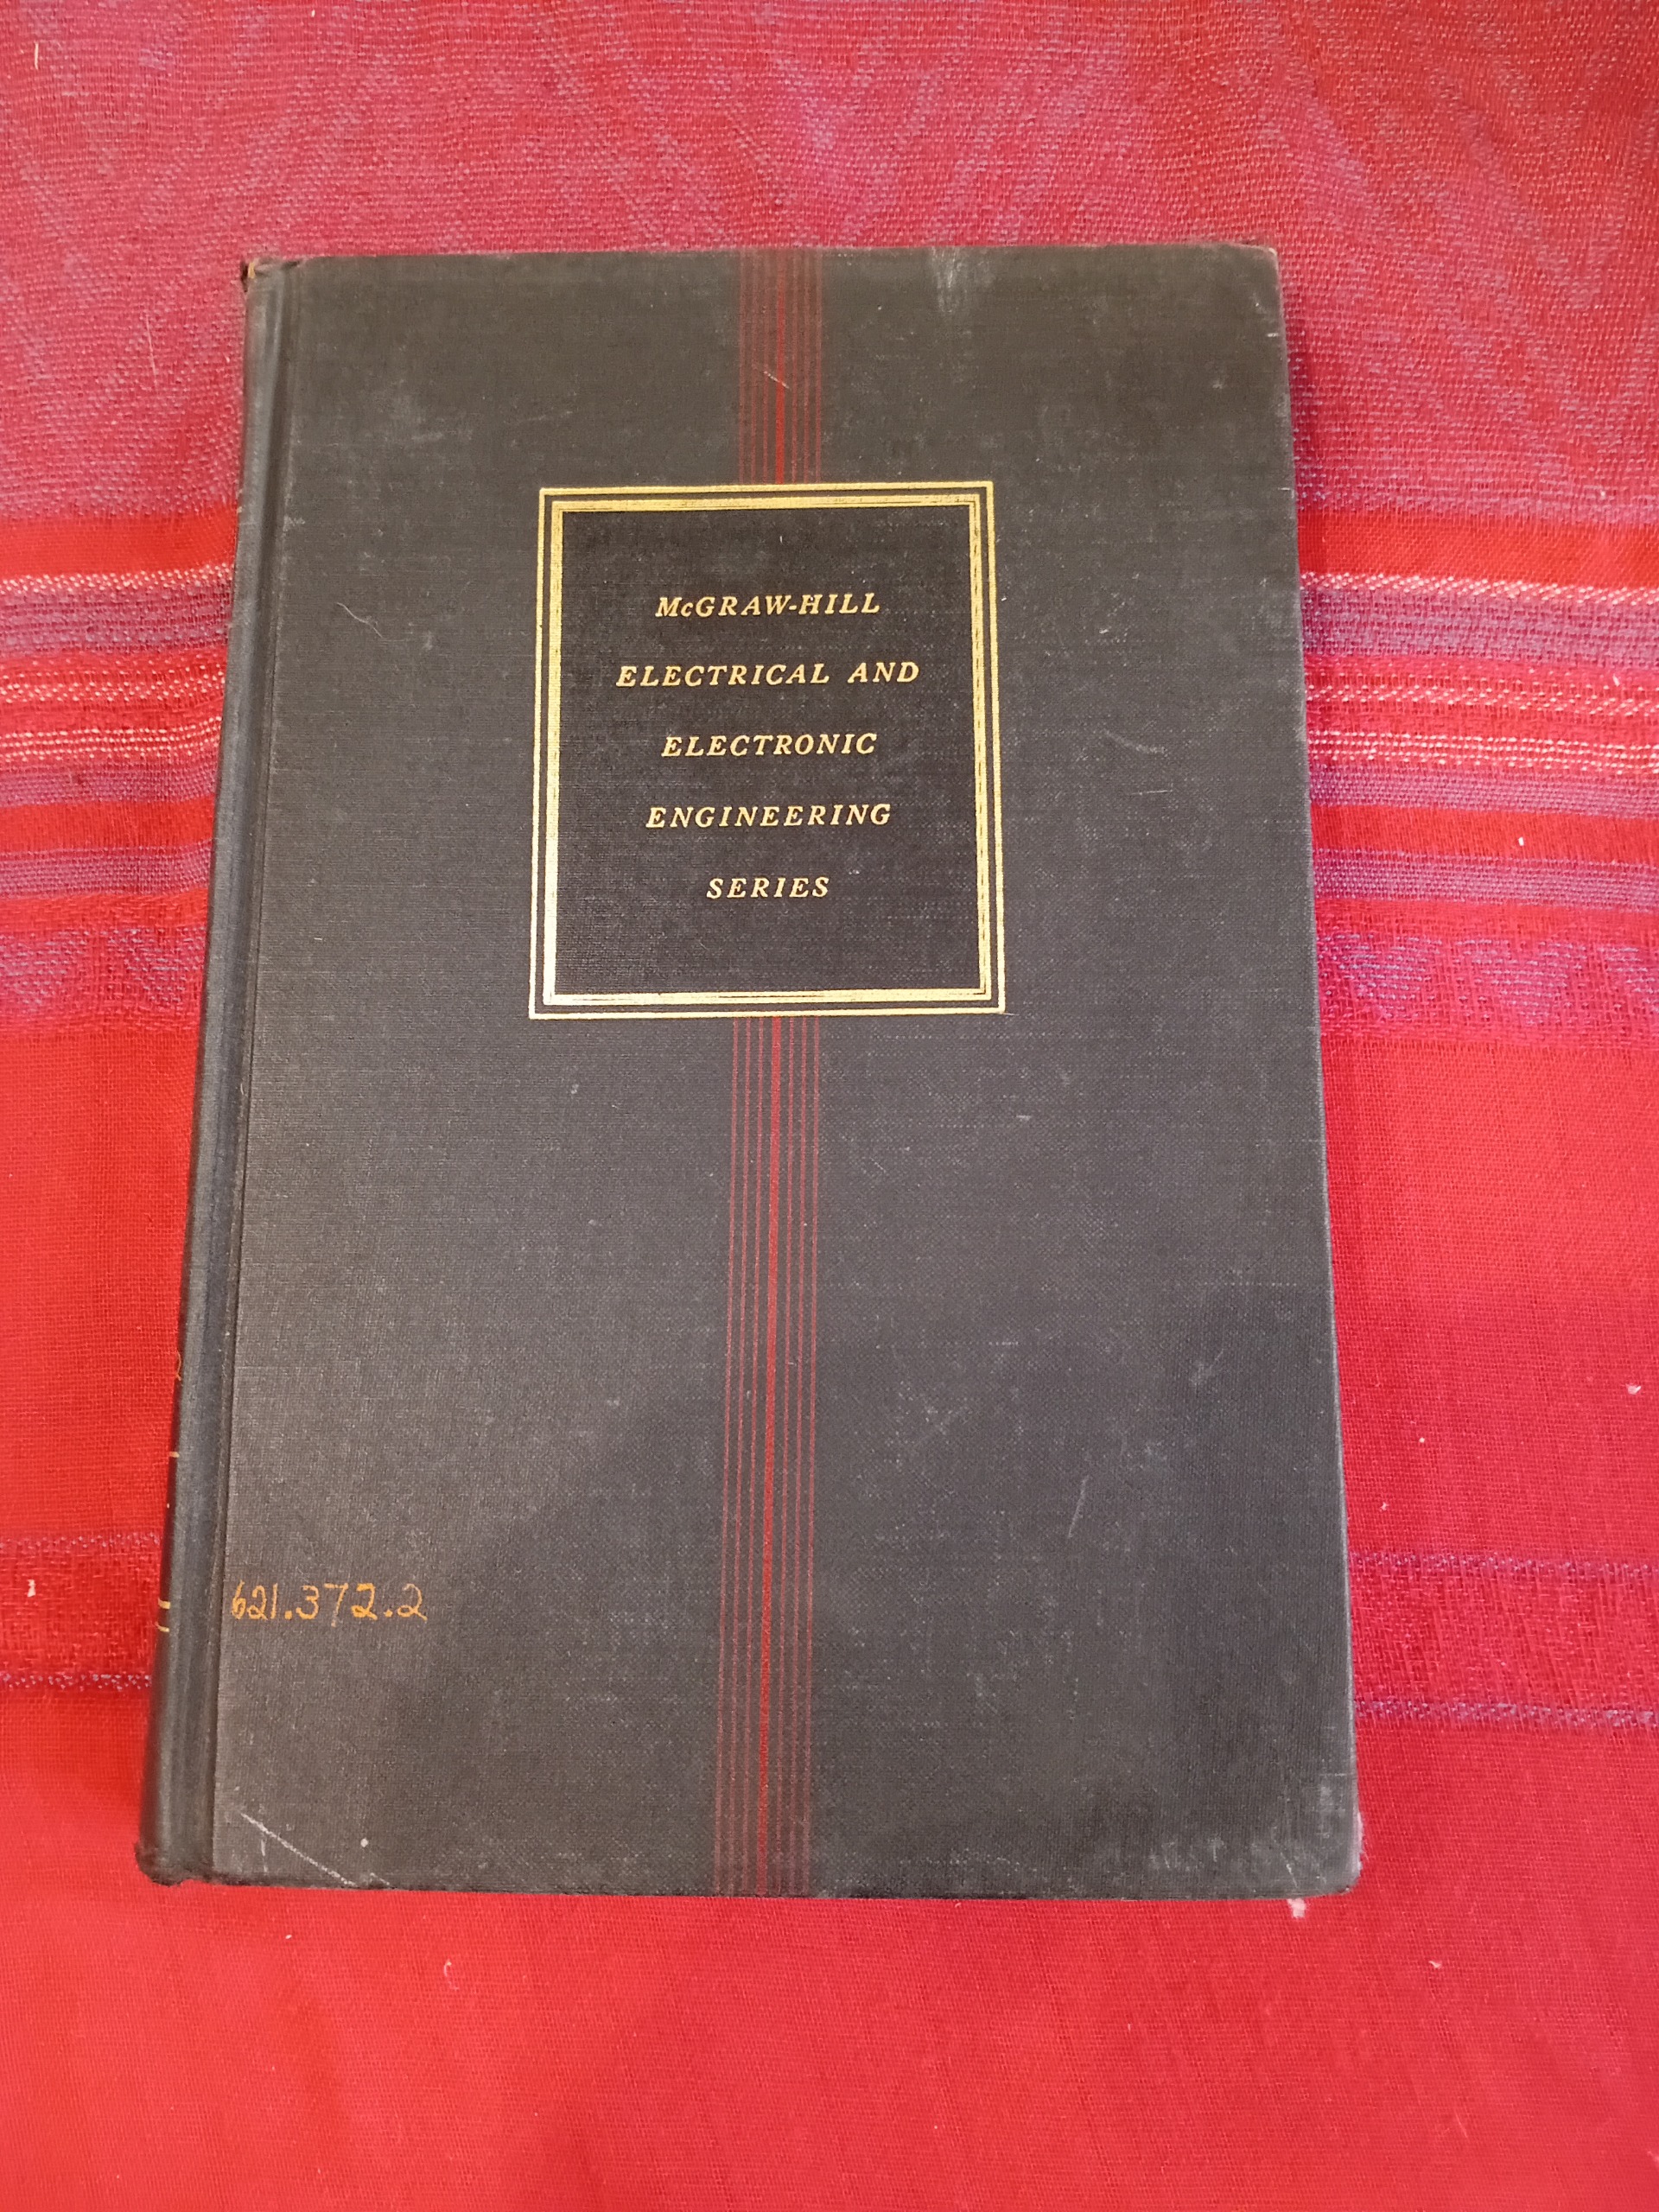 McGRAW-HILL
ELECTRICAL AND
ELECTRONIC
ENGINEERING
SERIES
621.372.2